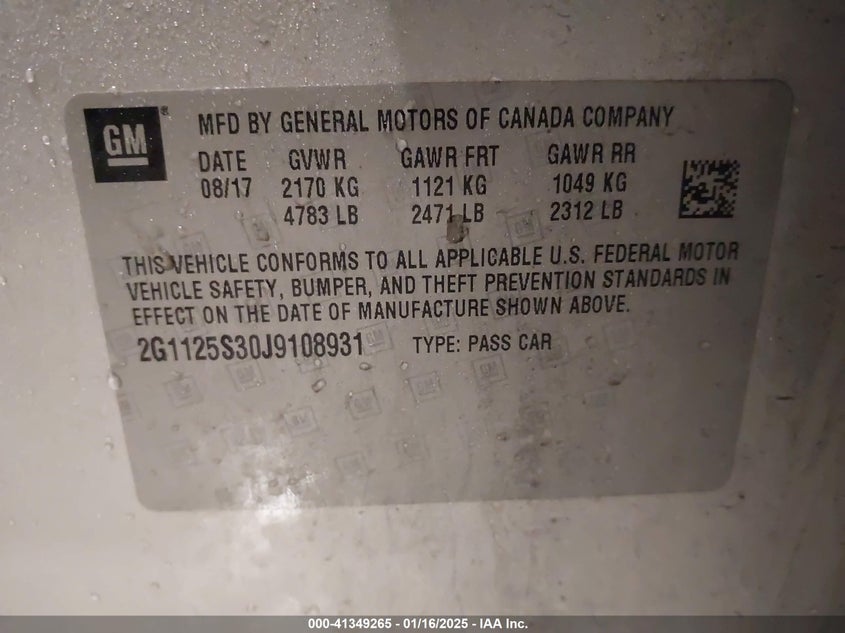 GM ® MFD BY GENERAL MOTORS OF CANADA COMPANY
DATE GVWR GAWR FRT GAWR RR
08/17 2170 KG 1121 KG 1049 KG
4783 LB 2471 LB 2312 LB
THIS VEHICLE CONFORMS TO ALL APPLICABLE U.S. FEDERAL MOTOR
VEHICLE SAFETY, BUMPER, AND THEFT PREVENTION STANDARDS IN
EFFECT ON THE DATE OF MANUFACTURE SHOWN ABOVE.
2G1125S30J9108931 TYPE: PASS CAR
000-41349265 - 01/16/2025 - IAA Inc.